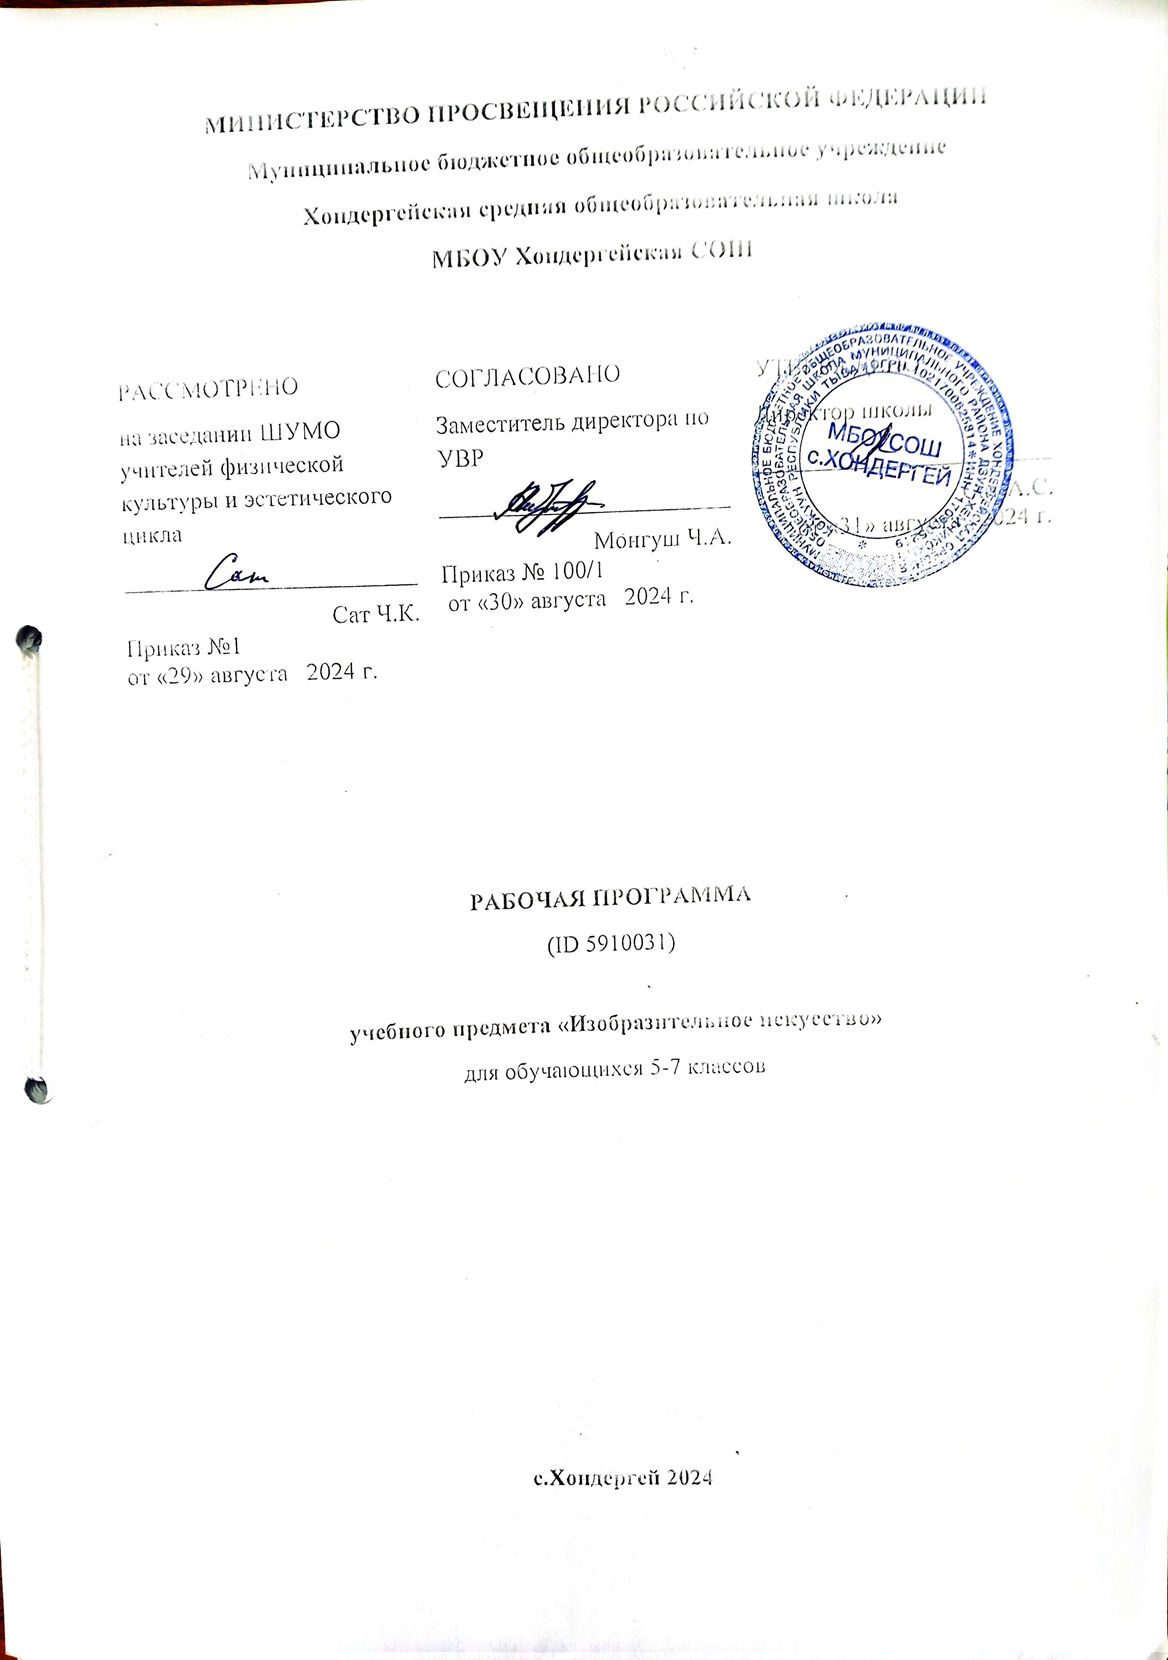 МИНИСТЕРСТВО ПРОСВЕЩЕНИЯ РОССИЙСКОЙ ФЕДЕРАЦИИ
Муниципальное бюджетное общеобразовательное учреждение
Хондергейская средняя общеобразовательная школа
МБОУ Хондергейская СОШ
РАССМОТРЕНО
на заседании ШУМО
учителей физической
культуры и эстетического
цикла
Сат
Сат Ч.К.
Приказ №1
от «29» августа 2024 г.
СОГЛАСОВАНО
Заместитель директора по
УВР
Монгуш Ч.А.
Приказ № 100/1
от «30» августа 2024 г.
Директор школы
А.С.
«31» 2024 г.
МБОУ СОШ
с.ХОНДЕРГЕЙ
РАБОЧАЯ ПРОГРАММА
(ID 5910031)
учебного предмета «Изобразительное искусство»
для обучающихся 5-7 классов
с.Хондергей 2024